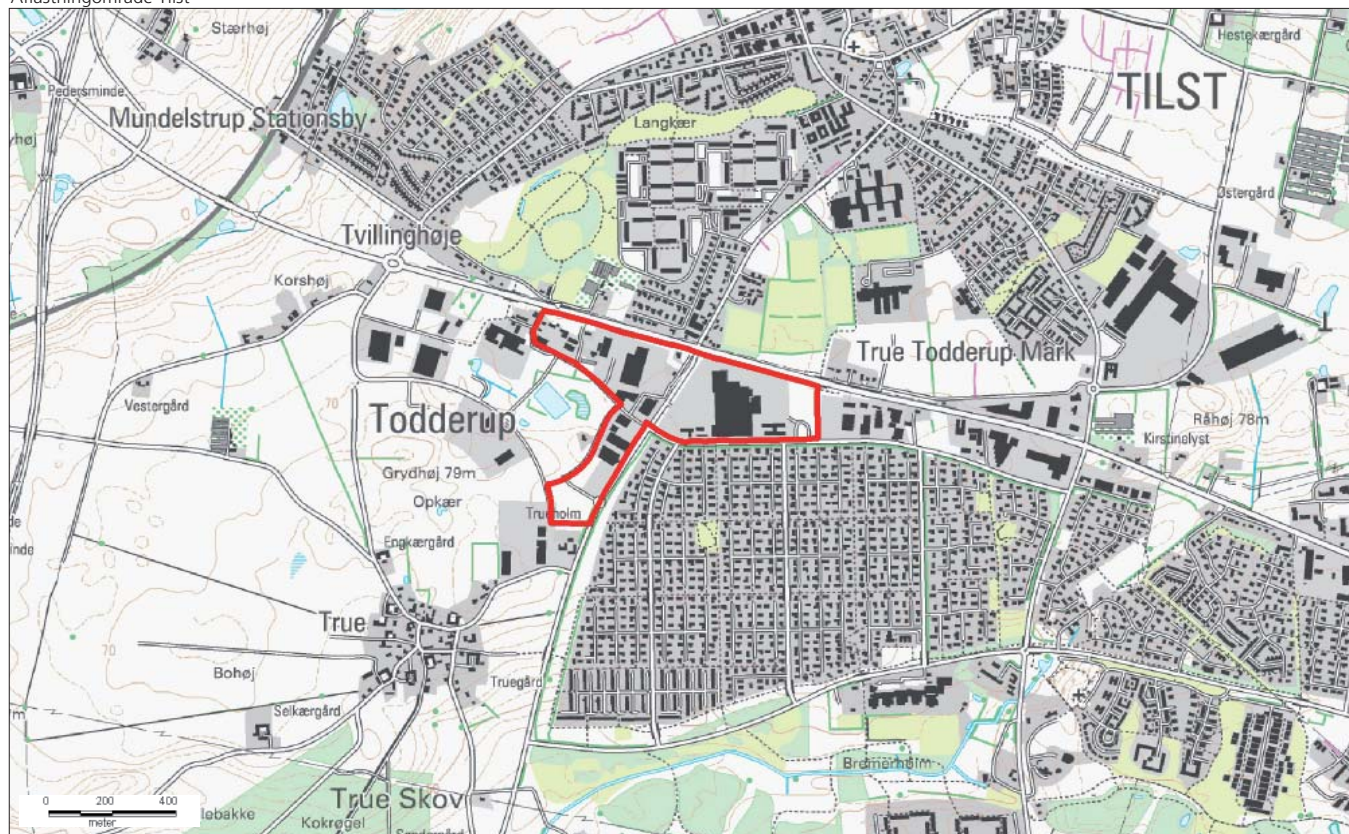 Aflastningområde Tilst
Stærhøj
Hestekærgård
Pedersminde
TILST
Mundelstrup Stationsby
Langkær
Østergård
Tvillinghøje
Korshøj
True Todderup Mark
Vestergård
70
Todderup
Råhøj 78m
Kirstinelyst
Grydhøj 79m
Opkær
Trueholm
Engkærgård
True
70
Bohøj
Truegård
Selkærgård
Bremerholm
0 200 400
meter
True Skov
Kokrøgel